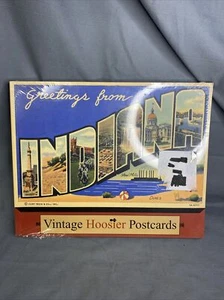 Greetings from
INDIANA
Vintage Hoosier Postcards